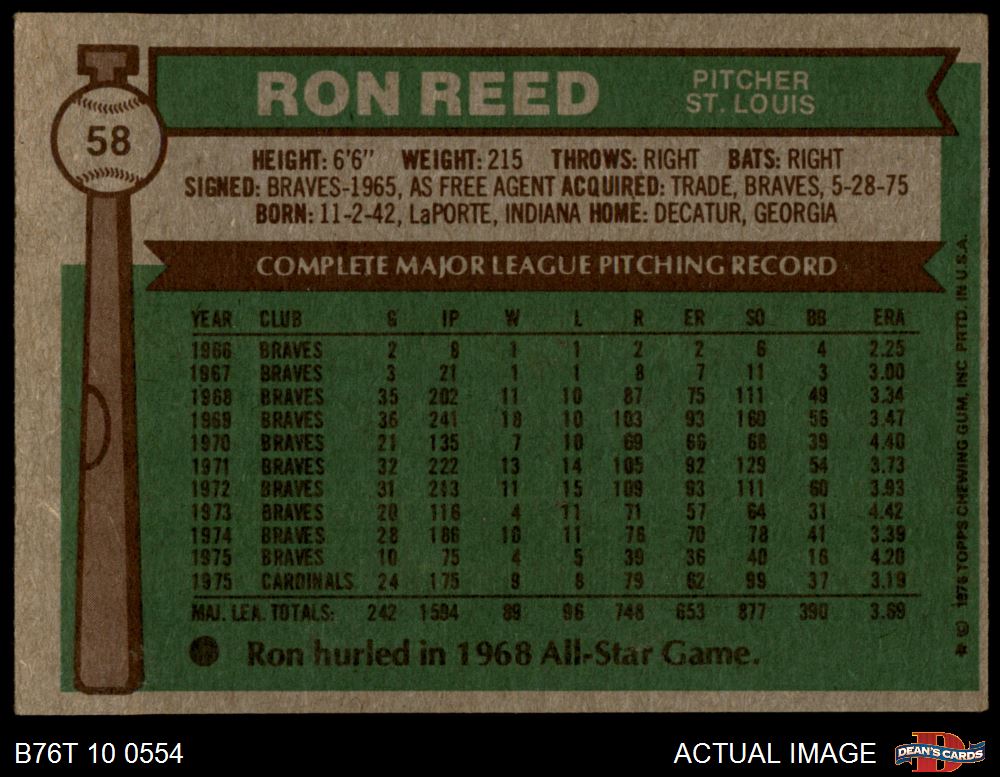 RON REED
PITCHER
ST. LOUIS
58
HEIGHT: 6'6" WEIGHT: 215 THROWS: RIGHT BATS: RIGHT
SIGNED: BRAVES-1965, AS FREE AGENT ACQUIRED: TRADE, BRAVES, 5-28-75
BORN: 11-2-42, LaPORTE, INDIANA HOME: DECATUR, GEORGIA
COMPLETE MAJOR LEAGUE PITCHING RECORD
YEAR CLUB G IP W L R ER SO BB ERA
1966 BRAVES 2 8 1 1 2 2 6 4 2.25
1967 BRAVES 3 21 1 1 8 7 11 3 3.00
1968 BRAVES 35 202 11 10 87 75 111 49 3.34
1969 BRAVES 36 241 18 10 103 93 160 56 3.47
1970 BRAVES 21 135 7 10 69 66 68 39 4.40
1971 BRAVES 32 222 13 14 105 92 129 54 3.73
1972 BRAVES 31 213 11 15 109 93 111 60 3.93
1973 BRAVES 20 116 4 11 71 57 64 31 4.42
1974 BRAVES 28 186 10 11 76 70 78 41 3.39
1975 BRAVES 10 75 4 5 39 36 40 16 4.20
1975 CARDINALS 24 175 9 8 79 62 99 37 3.19
MAJ. LEA. TOTALS: 242 1594 89 96 748 653 877 390 3.69
Ron hurled in 1968 All-Star Game.
* © 1976 TOPPS CHEWING GUM, INC. PRTD. IN U.S.A.
B76T 10 0554
ACTUAL IMAGE
D
DEAN'S CARDS